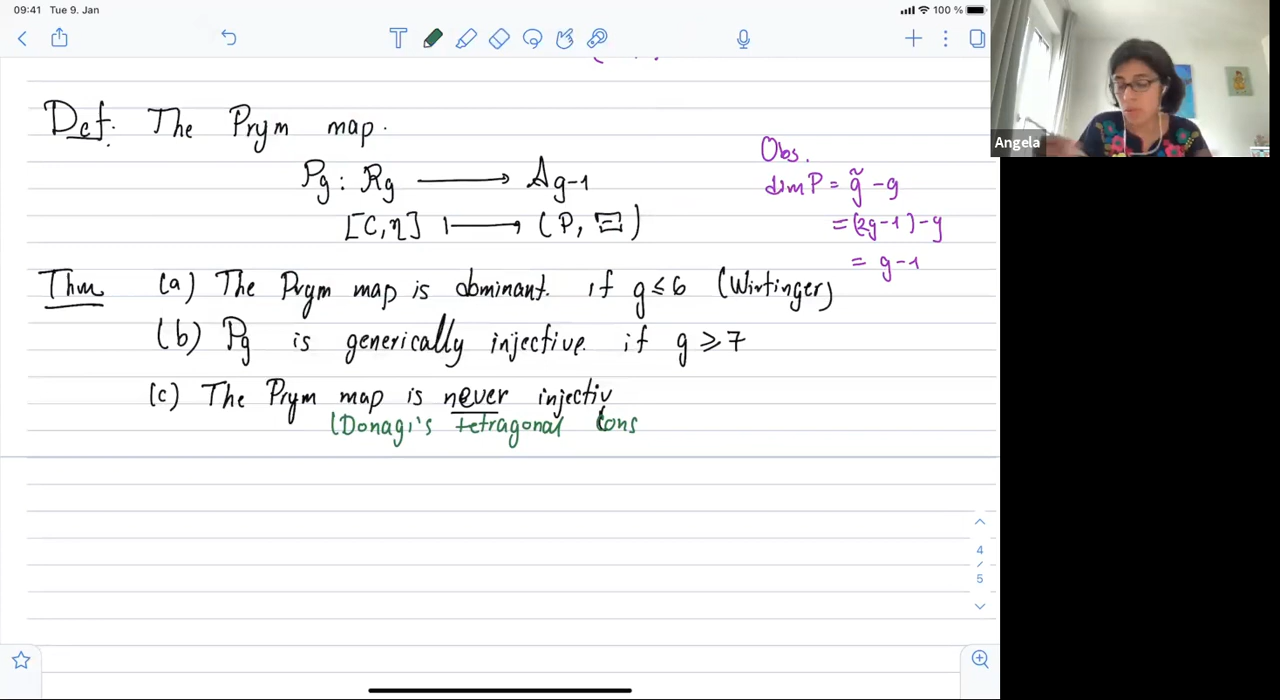 09:41 Tue 9. Jan
100 %
Angela
Def: The Prym map.
Pg : Rg ⟶ Ag-1
[C,η] ⟼ (P, Ξ)
Obs.
dim P = g̃ - g
= (2g-1) - g
= g-1
Thm (a) The Prym map is dominant. if g ≤ 6 (Wirtinger)
(b) Pg is generically injective. if g ≥ 7
(c) The Prym map is never injectiv
(Donagi's tetragonal cons
4
/
5